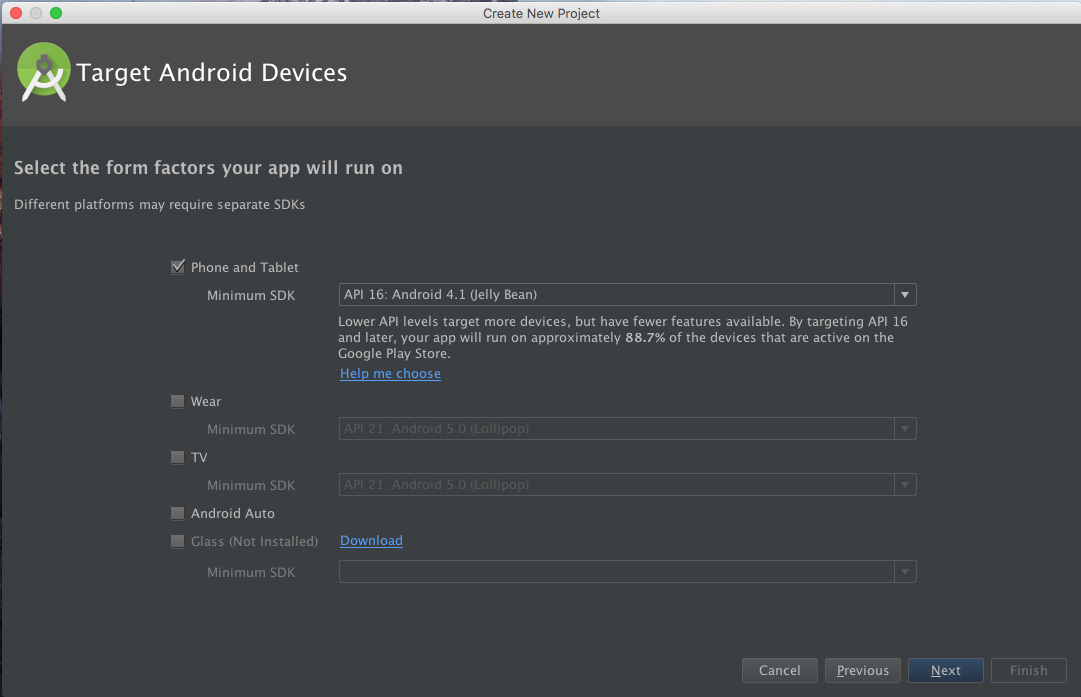 Create New Project
Target Android Devices
Select the form factors your app will run on
Different platforms may require separate SDKs
Phone and Tablet
Minimum SDK API 16: Android 4.1 (Jelly Bean)
Lower API levels target more devices, but have fewer features available. By targeting API 16
and later, your app will run on approximately 88.7% of the devices that are active on the
Google Play Store.
Help me choose
Wear
Minimum SDK API 21: Android 5.0 (Lollipop)
TV
Minimum SDK API 21: Android 5.0 (Lollipop)
Android Auto
Glass (Not Installed) Download
Minimum SDK
Cancel Previous Next Finish